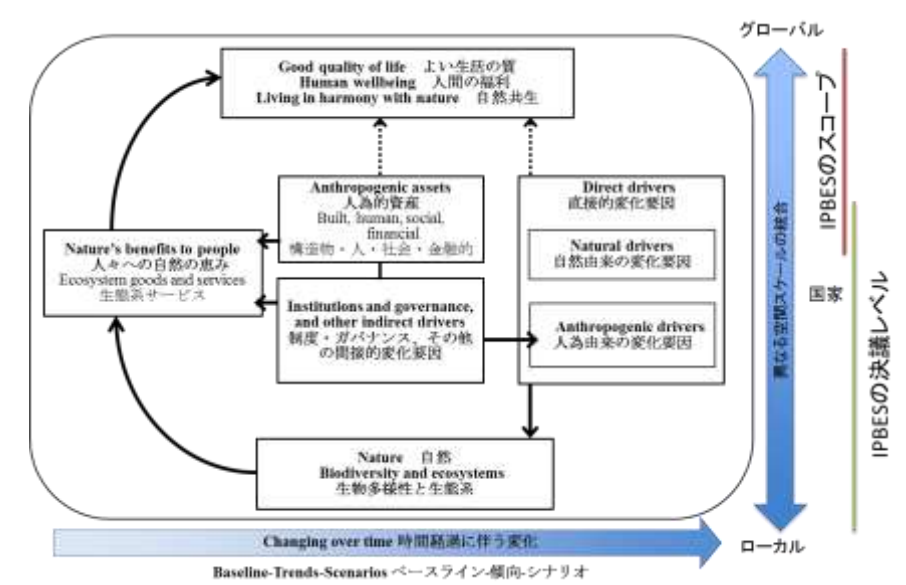 Good quality of life よい生活の質
Human wellbeing 人間の福利
Living in harmony with nature 自然共生
Anthropogenic assets
人為的資産
Built, human, social,
financial
構造物・人・社会・金融的
Direct drivers
直接的変化要因
Natural drivers
自然由来の変化要因
Anthropogenic drivers
人為由来の変化要因
Nature's benefits to people
人々への自然の恵み
Ecosystem goods and services
生態系サービス
Institutions and governance,
and other indirect drivers
制度・ガバナンス、その他
の間接的変化要因
Nature 自然
Biodiversity and ecosystems
生物多様性と生態系
Changing over time 時間経過に伴う変化
Baseline-Trends-Scenarios ベースライン-傾向-シナリオ
グローバル
異なる空間スケールの統合
ローカル
国家
IPBESのスコープ
IPBESの決議レベル